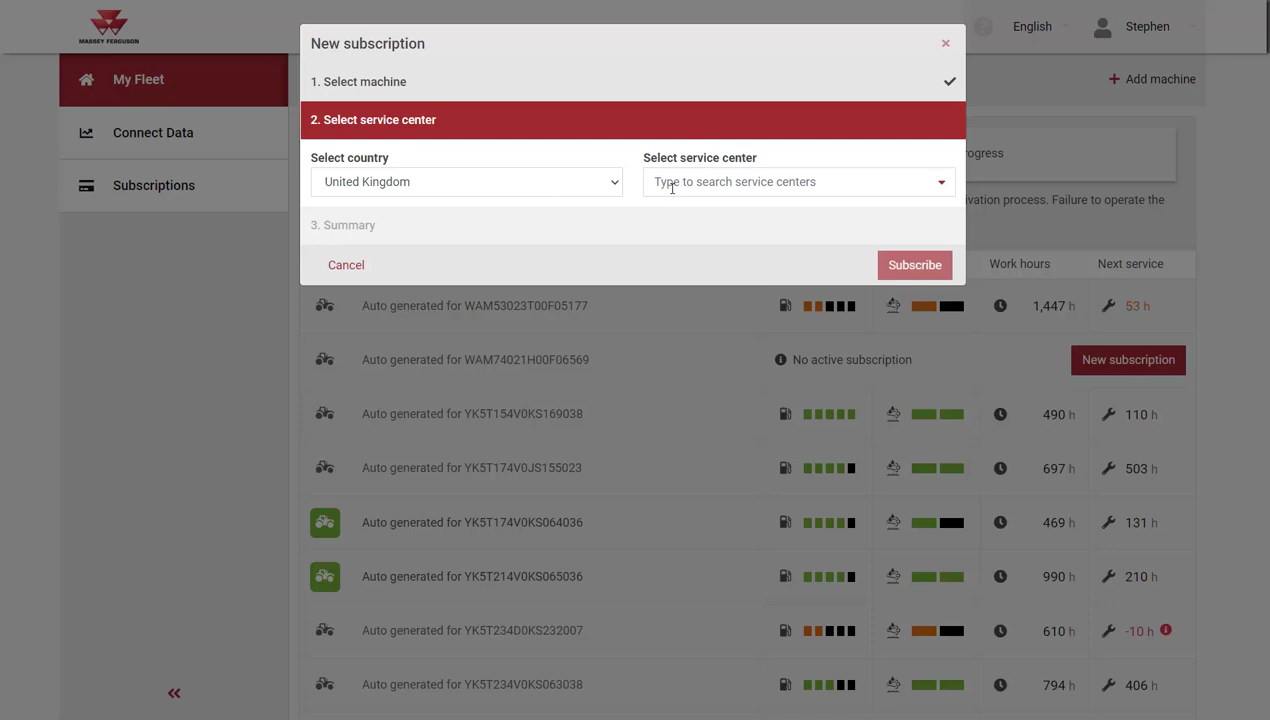 MASSEY FERGUSON
English
Stephen
My Fleet
Connect Data
Subscriptions
Add machine
New subscription
×
1. Select machine
2. Select service center
Select country
Select service center
United Kingdom
Type to search service centers
3. Summary
Cancel
Subscribe
ogress
ivation process. Failure to operate the
Work hours
Next service
Auto generated for WAM53023T00F05177
1,447 h
53 h
Auto generated for WAM74021H00F06569
No active subscription
New subscription
Auto generated for YK5T154V0KS169038
490 h
110 h
Auto generated for YK5T174V0JS155023
697 h
503 h
Auto generated for YK5T174V0KS064036
469 h
131 h
Auto generated for YK5T214V0KS065036
990 h
210 h
Auto generated for YK5T234D0KS232007
610 h
-10 h
Auto generated for YK5T234V0KS063038
794 h
406 h